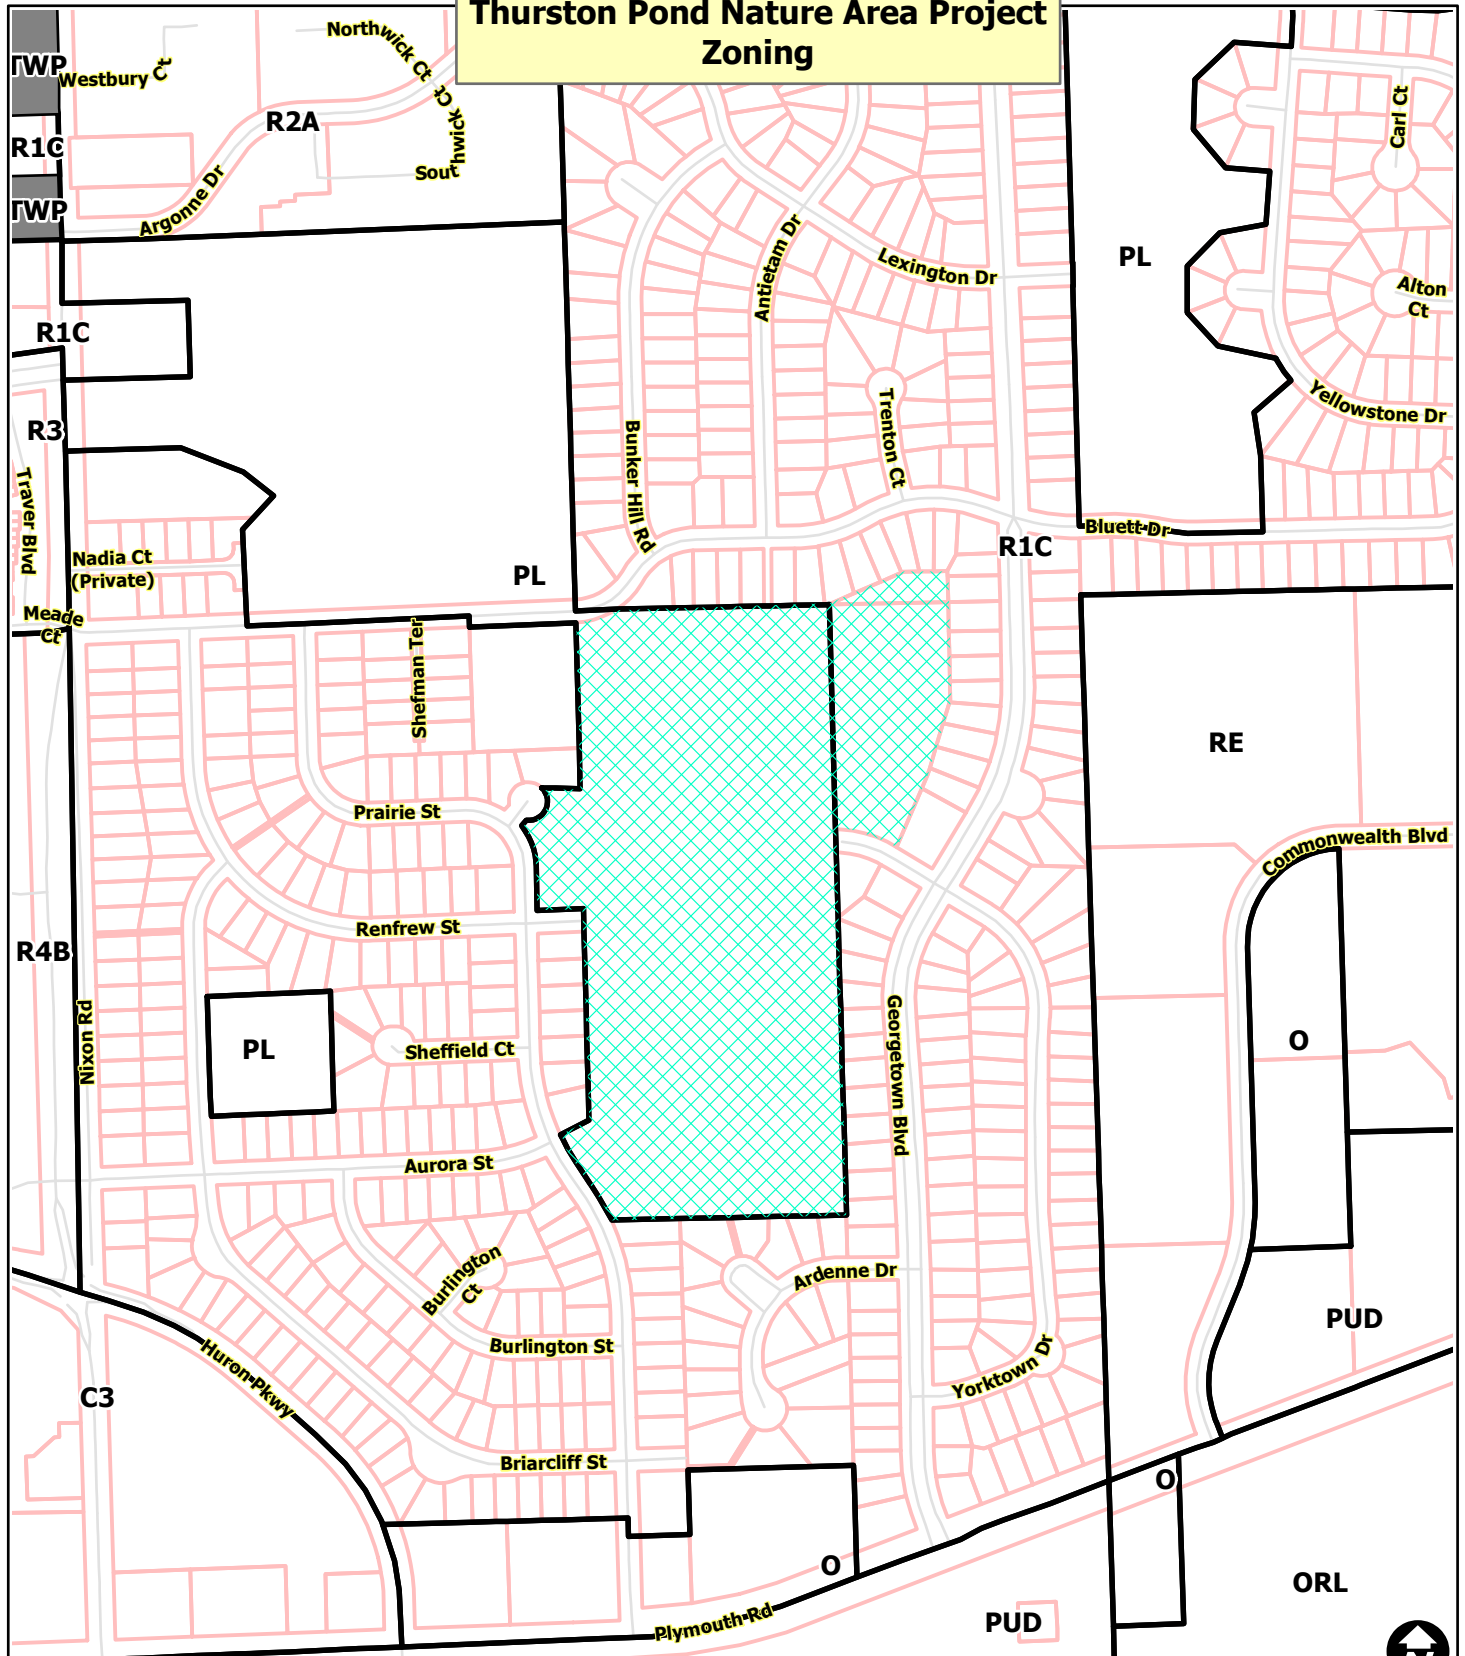 Thurston Pond Nature Area Project
Zoning
TWP
Westbury Ct
Northwick Ct
Southwick Ct
R2A
R1C
TWP
Argonne Dr
Antietam Dr
Lexington Dr
PL
Carl Ct
Alton
Ct
R1C
Yellowstone Dr
R3
Trenton Ct
Bunker Hill Rd
Traver Blvd
Bluett Dr
R1C
Nadia Ct
(Private)
PL
Meade
Ct
Shefman Ter
RE
Prairie St
Commonwealth Blvd
Renfrew St
R4B
Nixon Rd
PL
Sheffield Ct
Georgetown Blvd
O
Aurora St
Burlington
Ct
Ardenne Dr
PUD
Burlington St
Huron Pkwy
Yorktown Dr
C3
Briarcliff St
O
O
ORL
Plymouth Rd
PUD